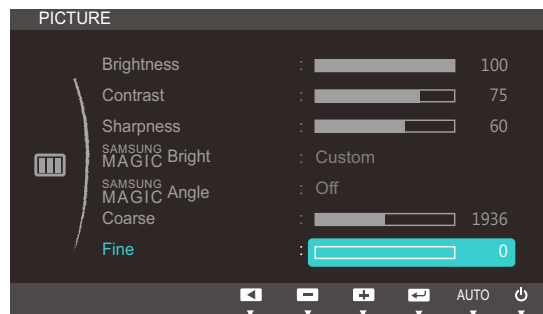 PICTURE
Brightness : 100
Contrast : 75
Sharpness : 60
SAMSUNG MAGIC Bright : Custom
SAMSUNG MAGIC Angle : Off
Coarse : 1936
Fine : 0
AUTO